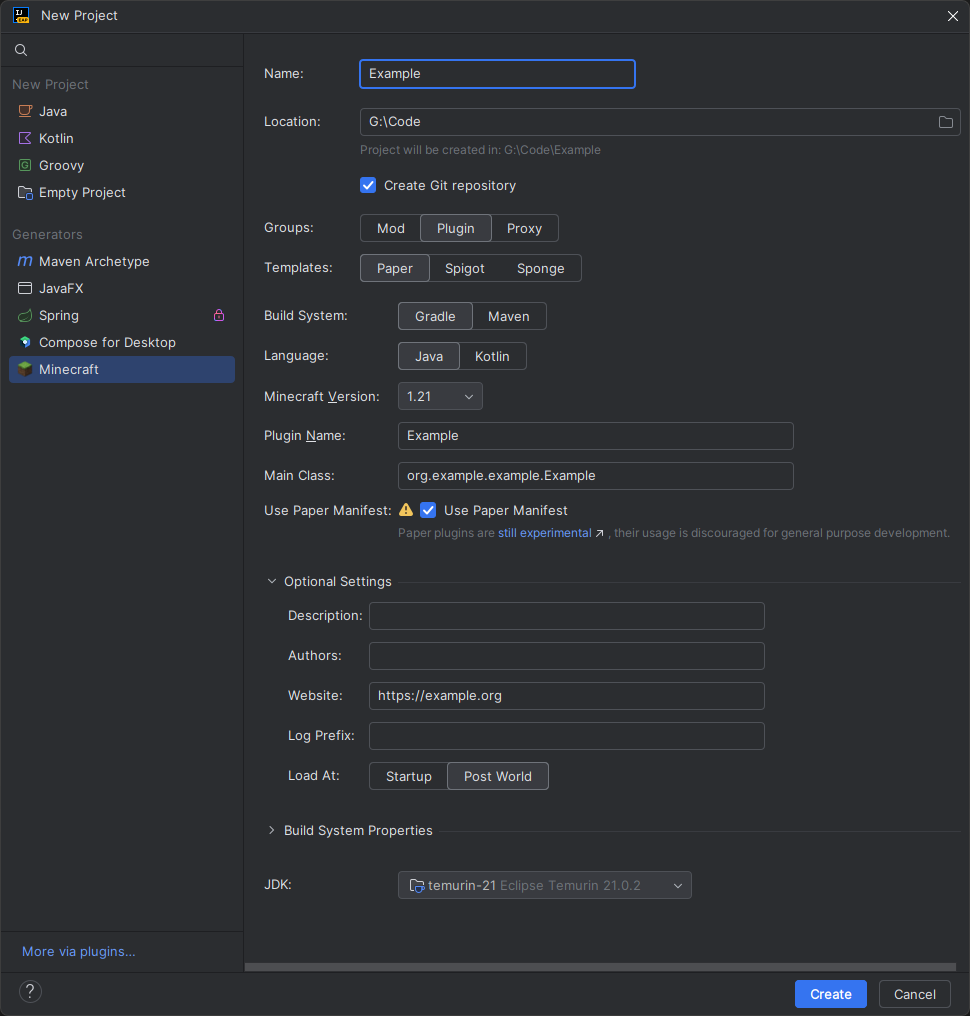 New Project
New Project
Java
Kotlin
Groovy
Empty Project
Generators
Maven Archetype
JavaFX
Spring
Compose for Desktop
Minecraft
More via plugins...
Name: Example
Location: G:\Code
Project will be created in: G:\Code\Example
Create Git repository
Groups: Mod Plugin Proxy
Templates: Paper Spigot Sponge
Build System: Gradle Maven
Language: Java Kotlin
Minecraft Version: 1.21
Plugin Name: Example
Main Class: org.example.example.Example
Use Paper Manifest: Use Paper Manifest
Paper plugins are still experimental ↗ , their usage is discouraged for general purpose development.
Optional Settings
Description:
Authors:
Website: https://example.org
Log Prefix:
Load At: Startup Post World
Build System Properties
JDK: temurin-21 Eclipse Temurin 21.0.2
? Create Cancel